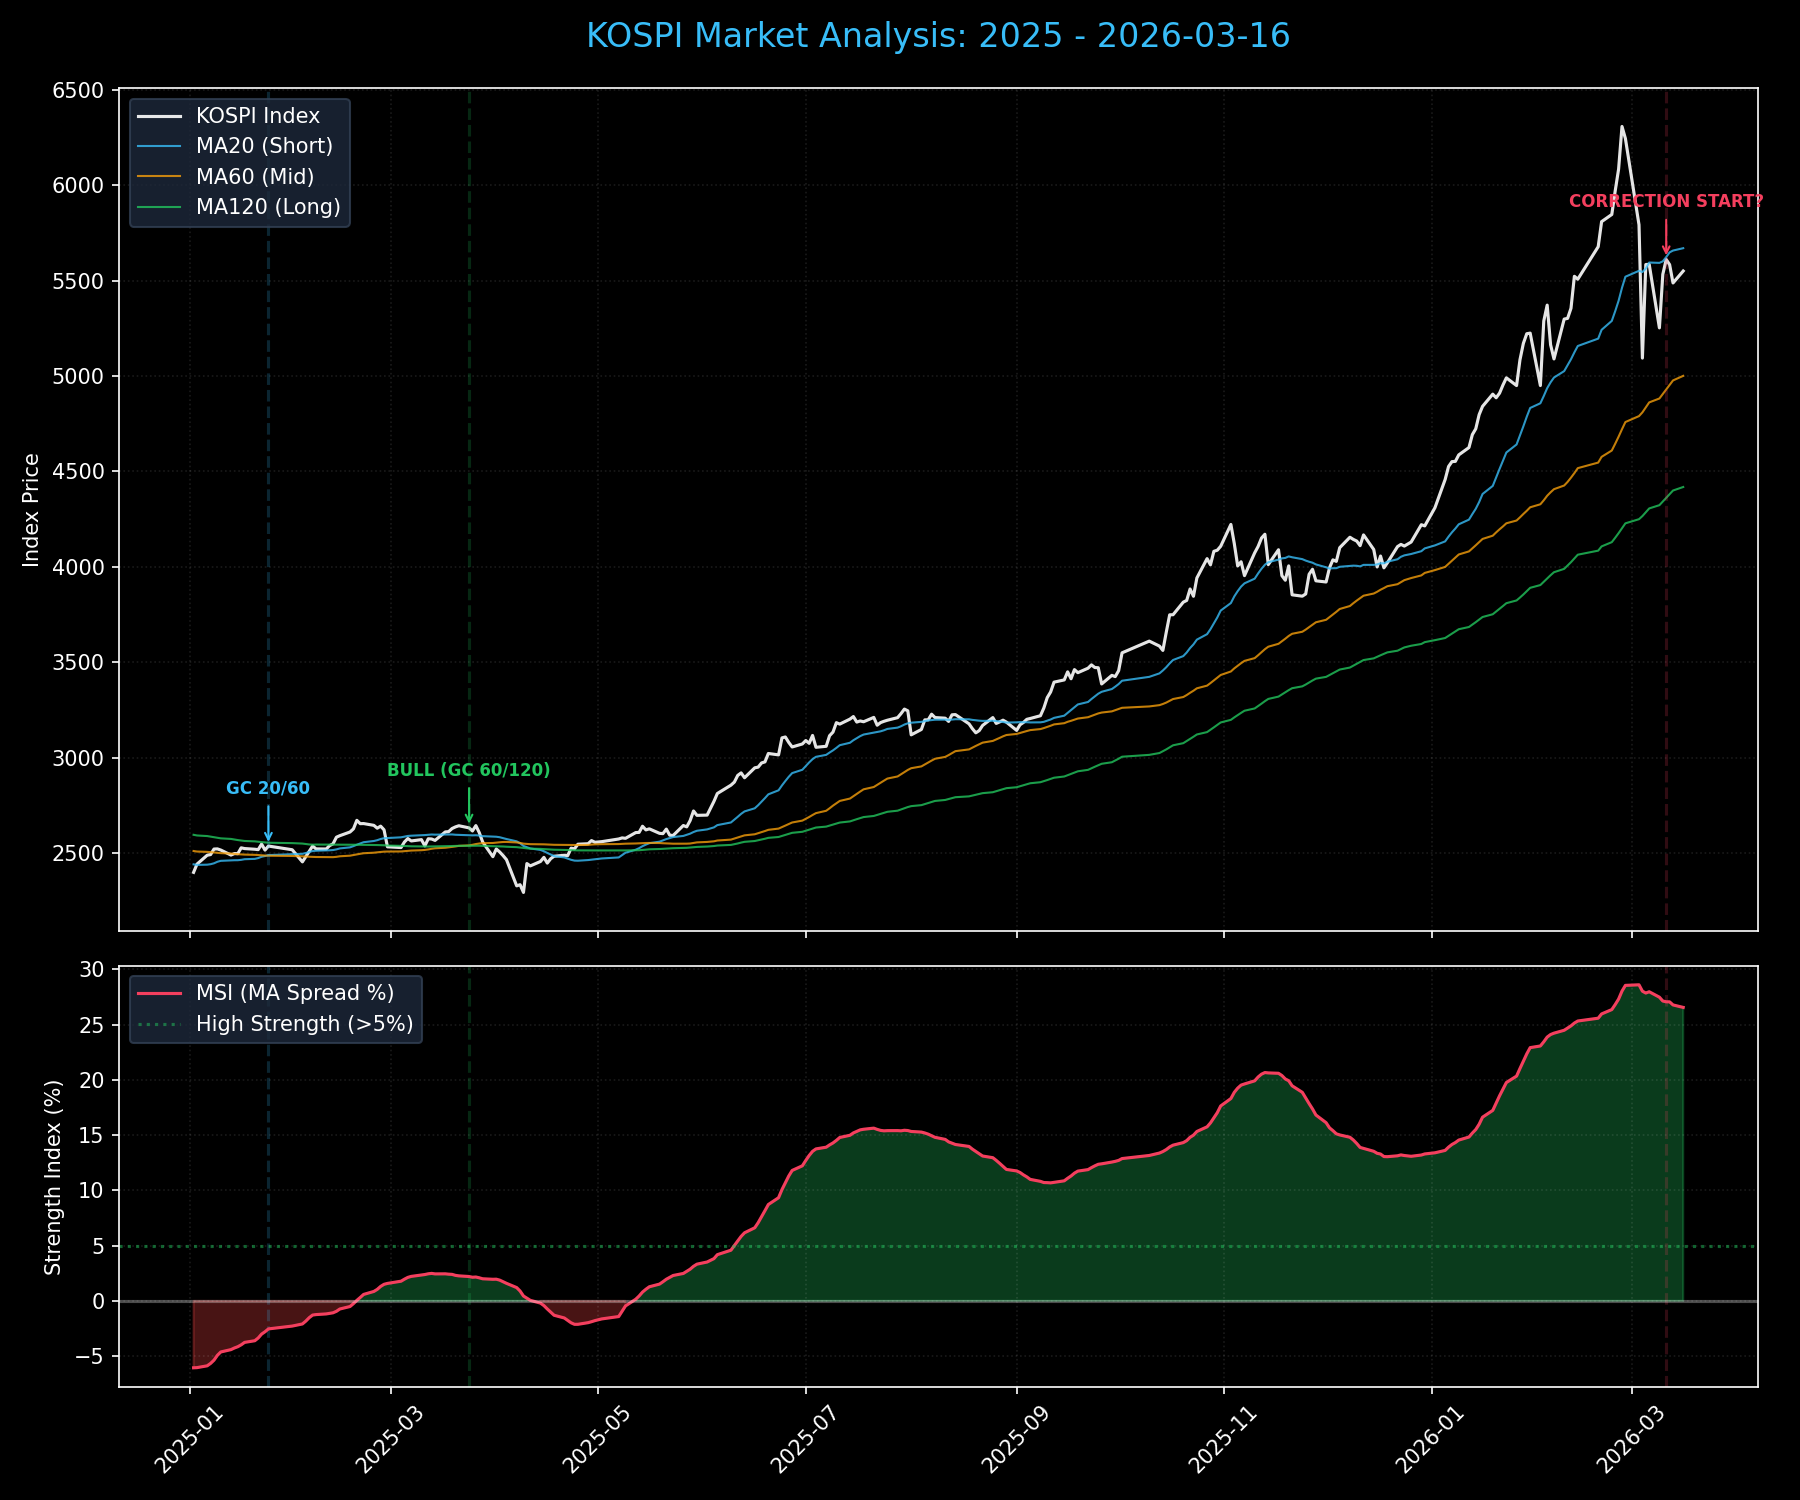 KOSPI Market Analysis: 2025 - 2026-03-16
6500
6000
5500
5000
4500
4000
3500
3000
2500
Index Price
KOSPI Index
MA20 (Short)
MA60 (Mid)
MA120 (Long)
CORRECTION START?
GC 20/60
BULL (GC 60/120)
30
25
20
15
10
5
0
−5
Strength Index (%)
MSI (MA Spread %)
High Strength (>5%)
2025-01
2025-03
2025-05
2025-07
2025-09
2025-11
2026-01
2026-03